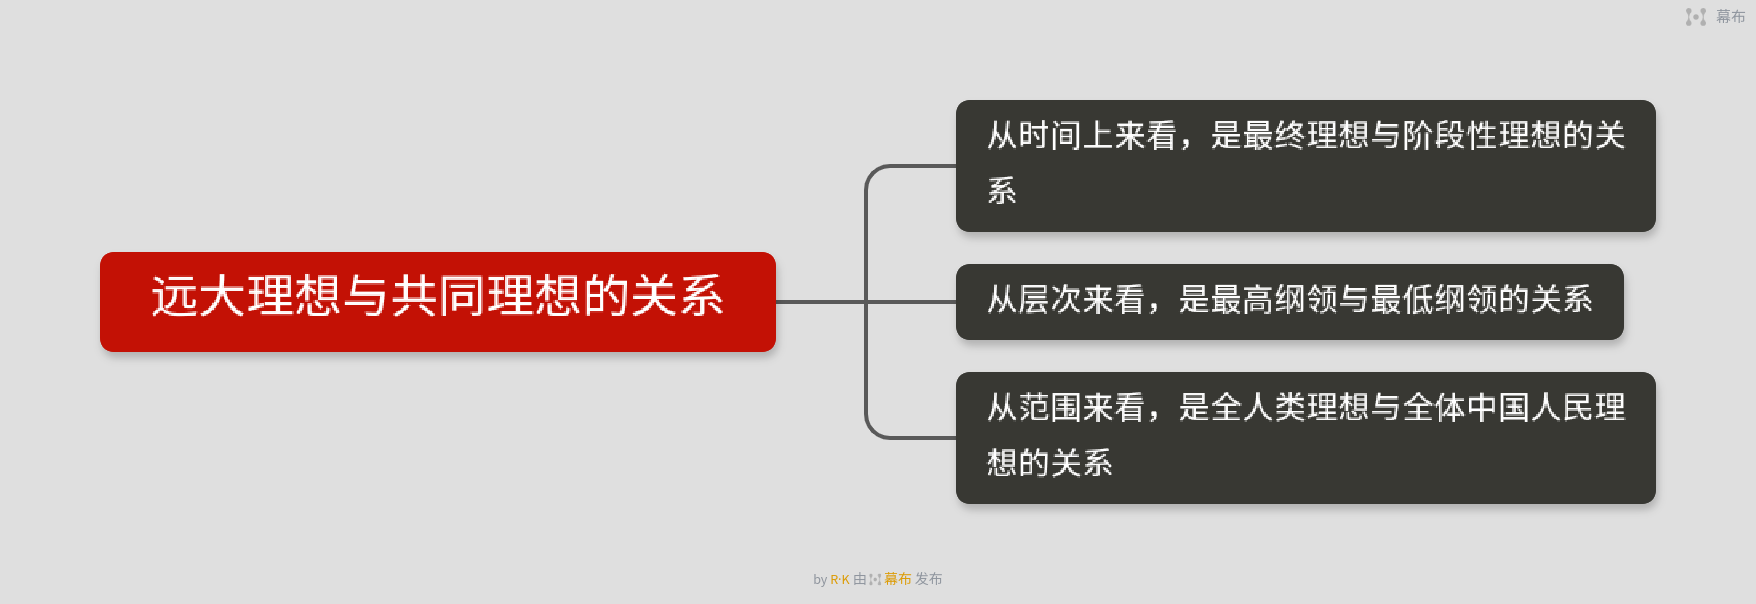 幕布
远大理想与共同理想的关系
从时间上来看，是最终理想与阶段性理想的关
系
从层次来看，是最高纲领与最低纲领的关系
从范围来看，是全人类理想与全体中国人民理
想的关系
by R·K 由 幕布 发布